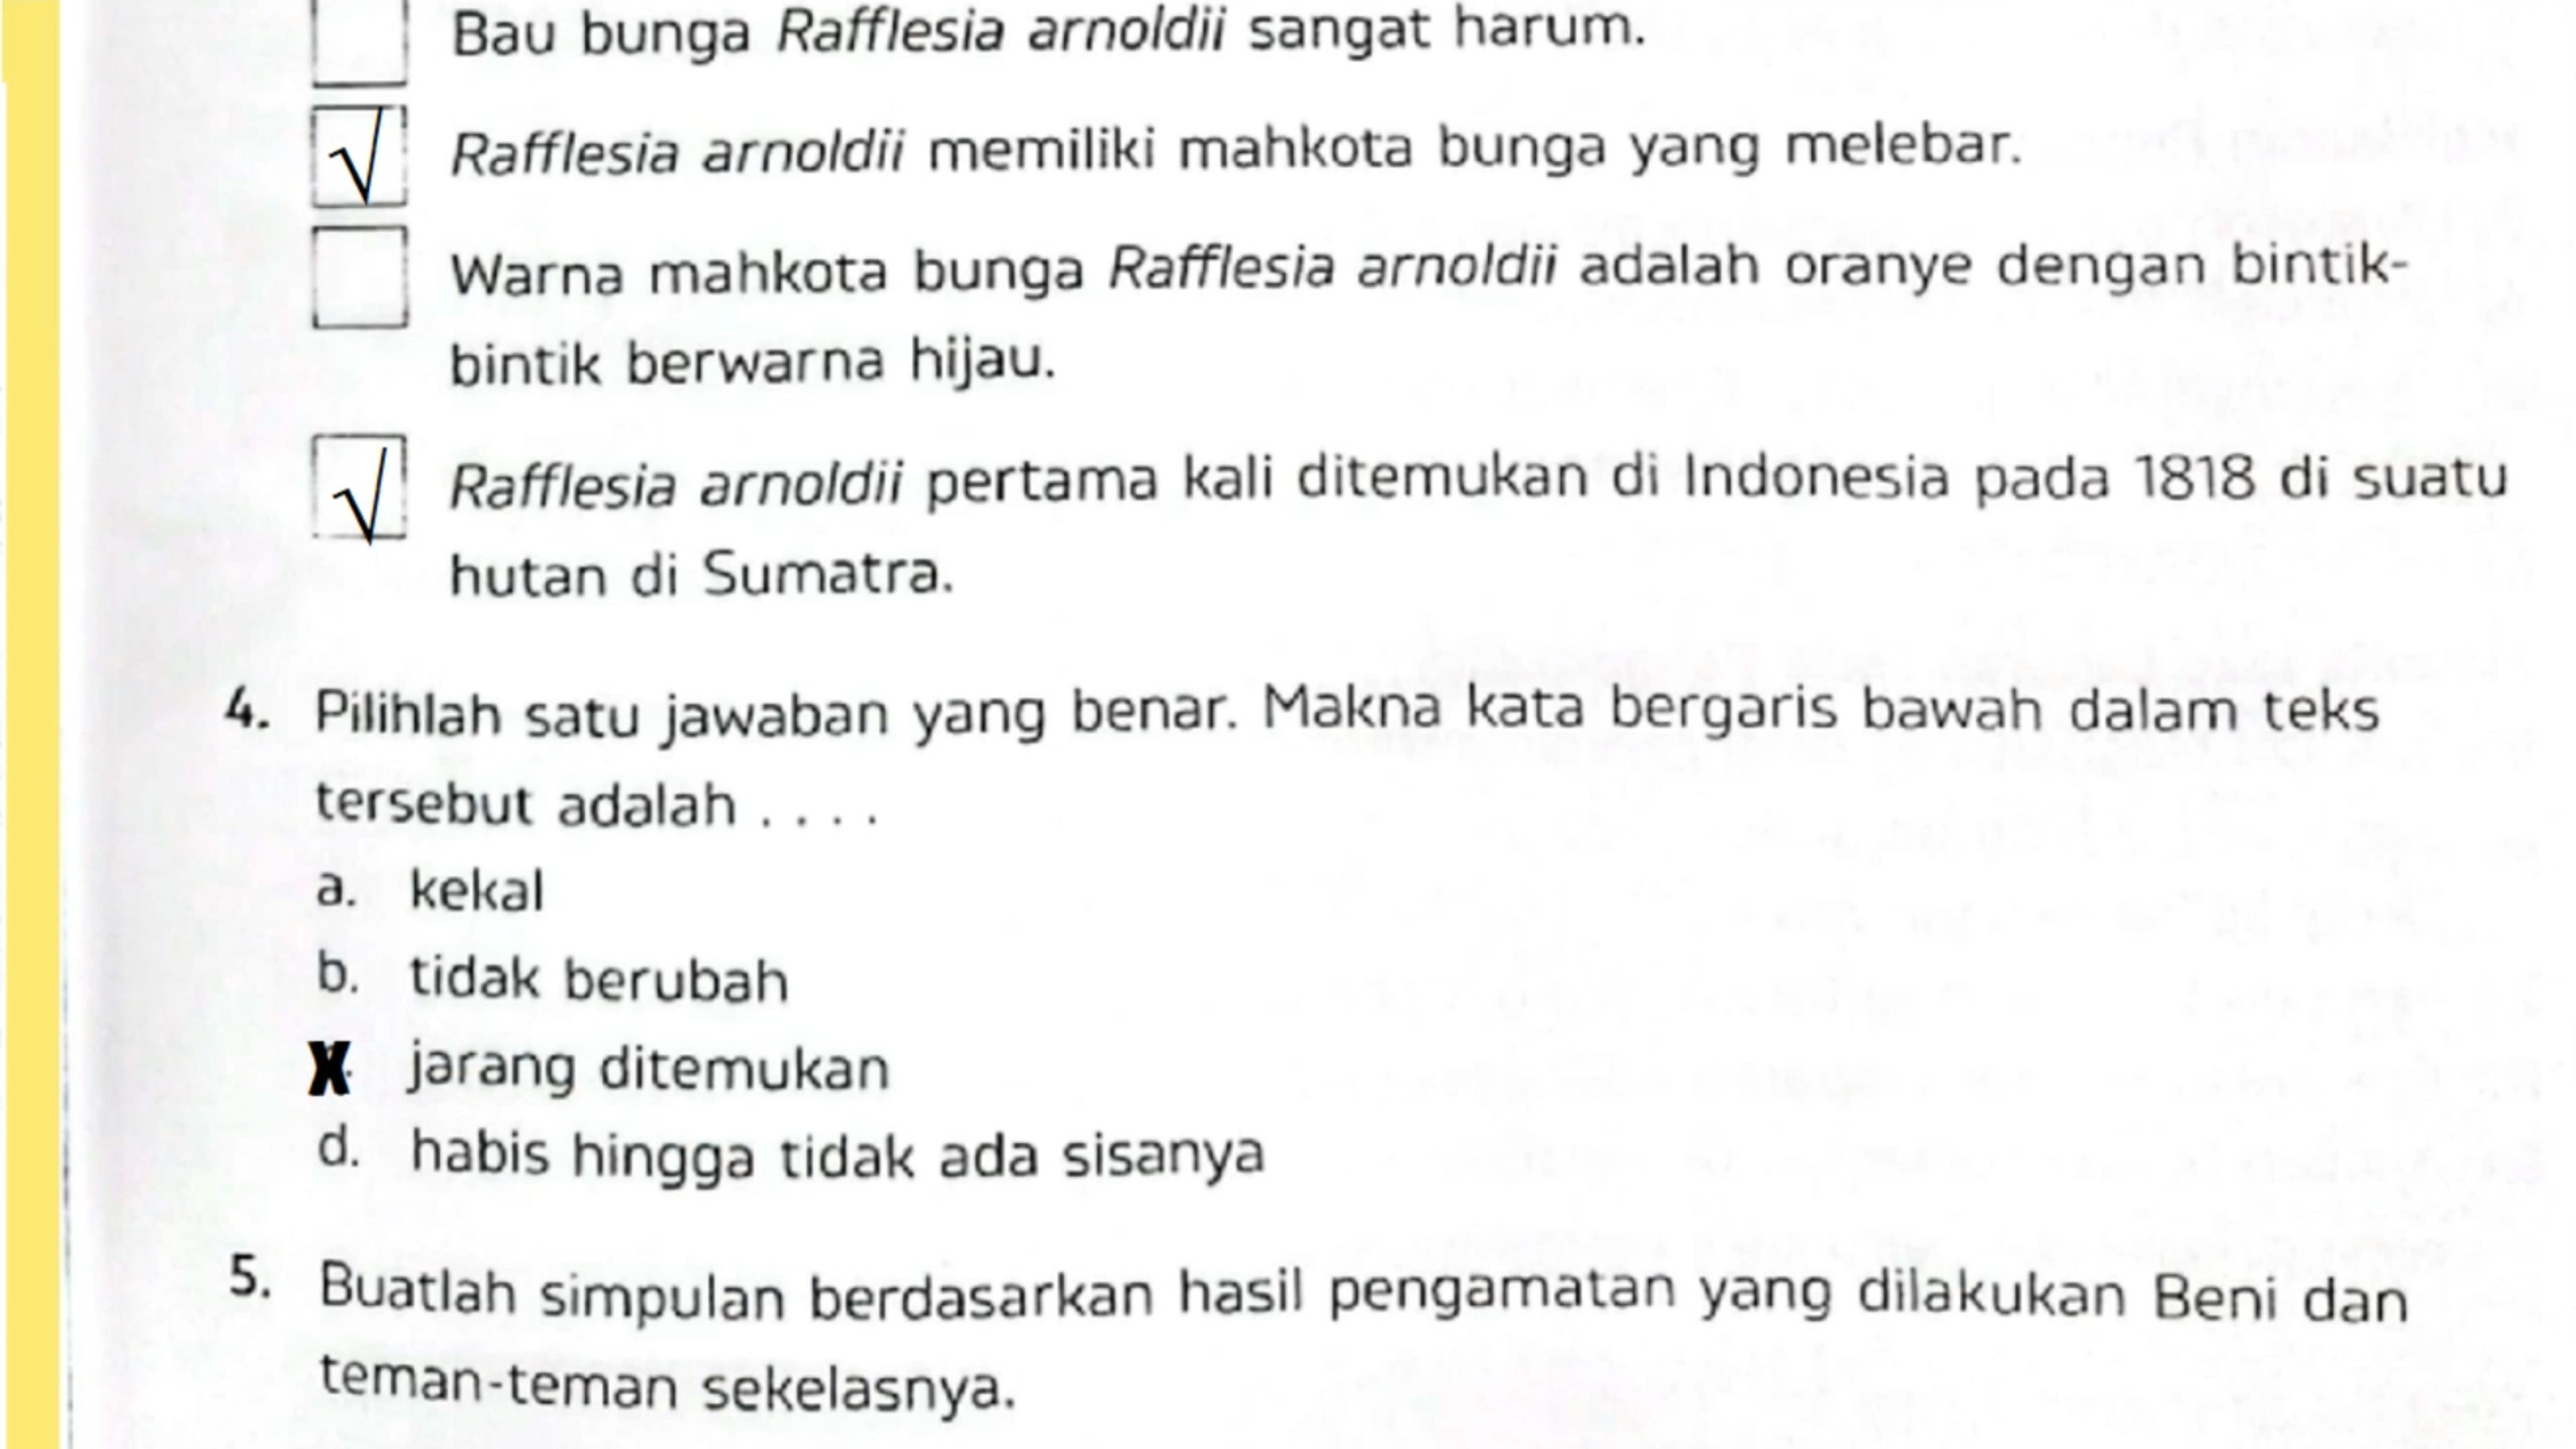 Bau bunga Rafflesia arnoldii sangat harum.
√ Rafflesia arnoldii memiliki mahkota bunga yang melebar.
Warna mahkota bunga Rafflesia arnoldii adalah oranye dengan bintik-
bintik berwarna hijau.
√ Rafflesia arnoldii pertama kali ditemukan di Indonesia pada 1818 di suatu
hutan di Sumatra.
4. Pilihlah satu jawaban yang benar. Makna kata bergaris bawah dalam teks
tersebut adalah . . . .
a. kekal
b. tidak berubah
X jarang ditemukan
d. habis hingga tidak ada sisanya
5. Buatlah simpulan berdasarkan hasil pengamatan yang dilakukan Beni dan
teman-teman sekelasnya.